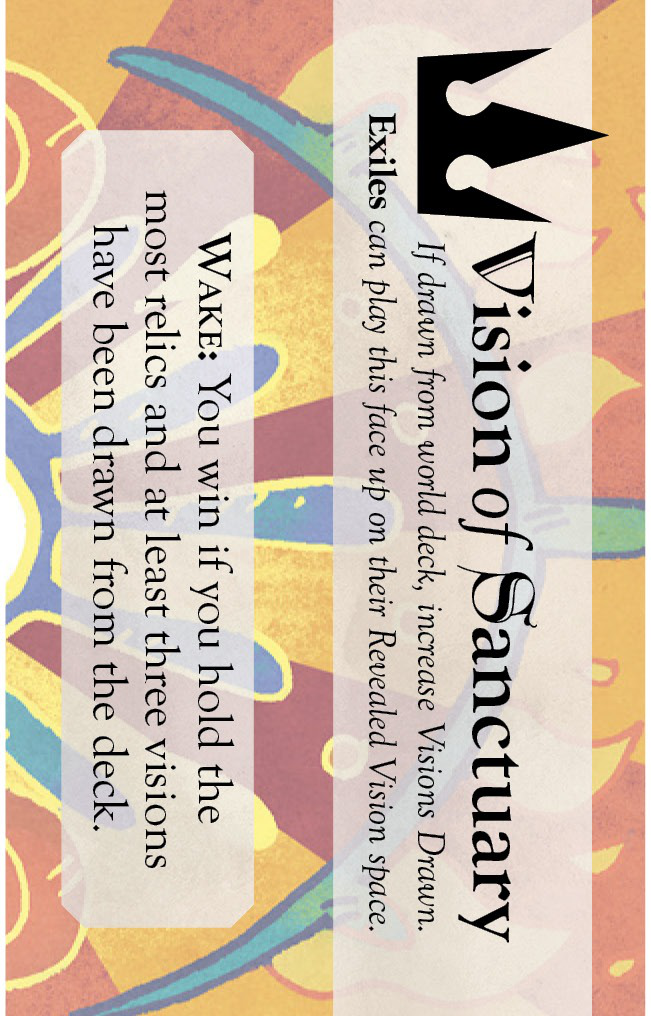 Vision of Sanctuary
If drawn from world deck, increase Visions Drawn.
Exiles can play this face up on their Revealed Vision space.
WAKE: You win if you hold the
most relics and at least three visions
have been drawn from the deck.